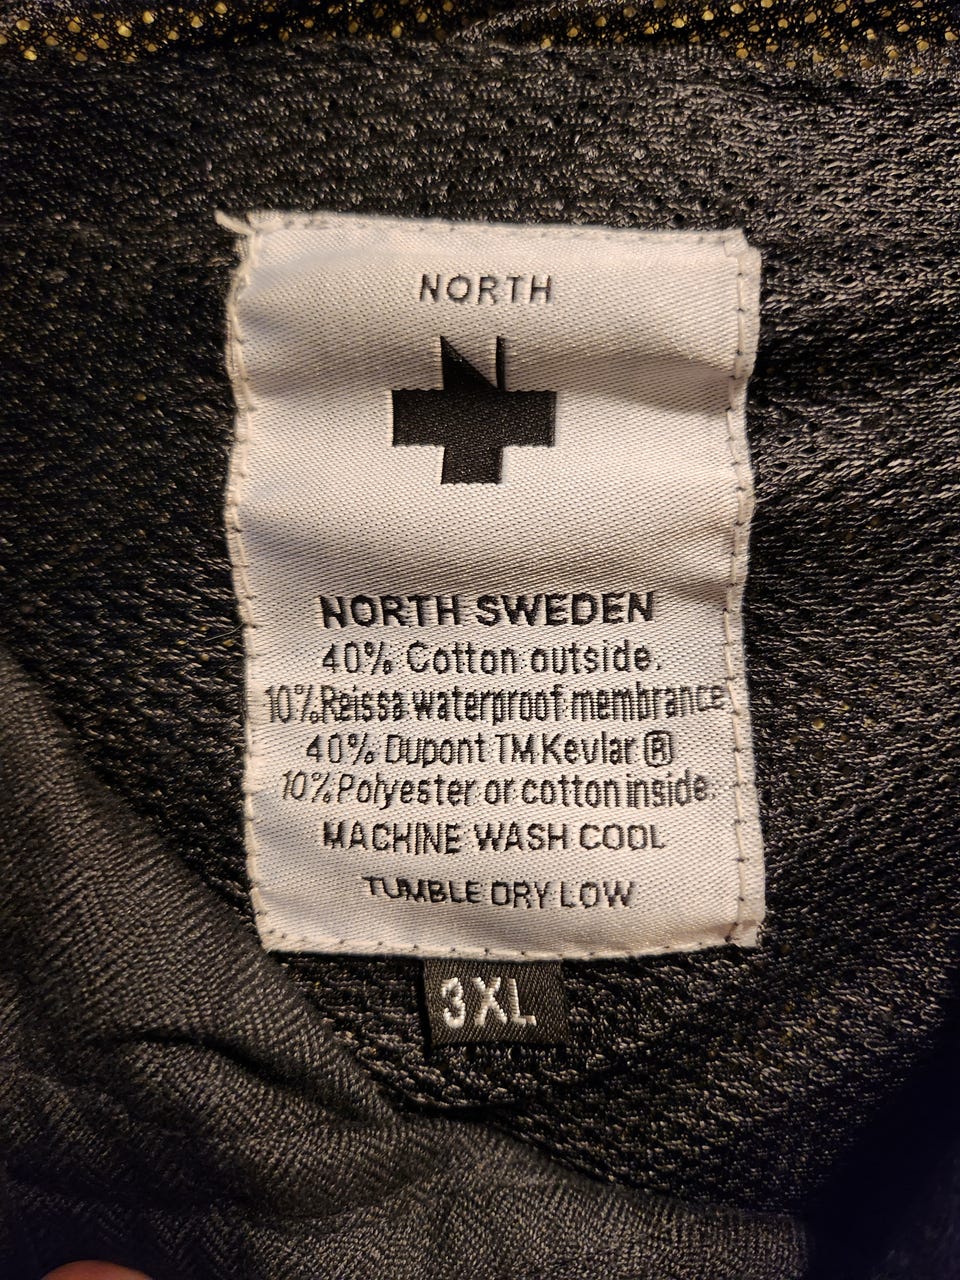 NORTH
NORTH SWEDEN
40% Cotton outside.
10% Reissa waterproof membrance
40% Dupont TM Kevlar ®
10% Polyester or cotton inside.
MACHINE WASH COOL
TUMBLE DRY LOW
3XL